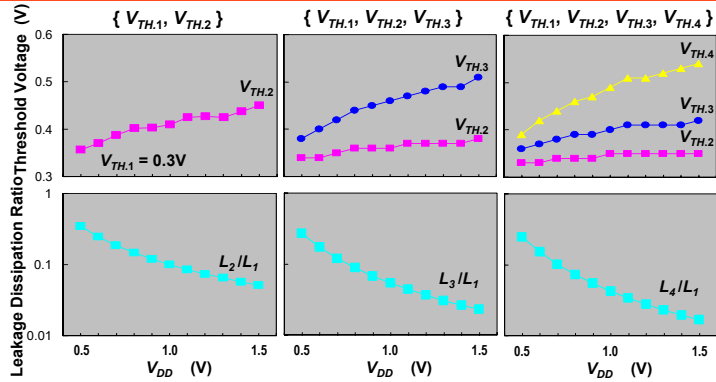 { VTH.1, VTH.2 }
{ VTH.1, VTH.2, VTH.3 }
{ VTH.1, VTH.2, VTH.3, VTH.4 }
Threshold Voltage (V)
0.6
0.5
0.4
0.3
VTH.2
VTH.1 = 0.3V
VTH.3
VTH.2
VTH.4
VTH.3
VTH.2
Leakage Dissipation Ratio
1
0.1
0.01
L2/L1
L3/L1
L4/L1
0.5 1.0 1.5
0.5 1.0 1.5
0.5 1.0 1.5
VDD (V)
VDD (V)
VDD (V)